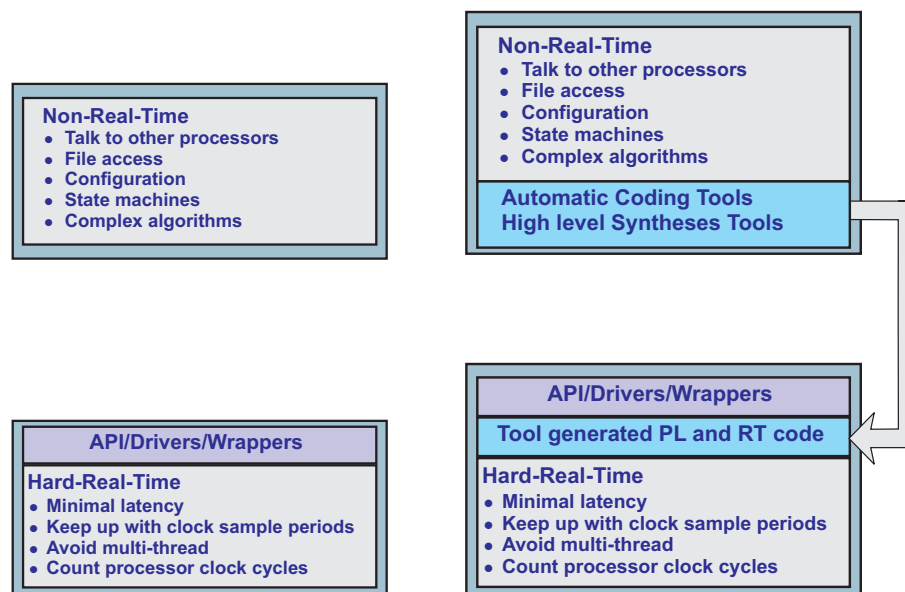 Non-Real-Time
• Talk to other processors
• File access
• Configuration
• State machines
• Complex algorithms
Non-Real-Time
• Talk to other processors
• File access
• Configuration
• State machines
• Complex algorithms
Automatic Coding Tools
High level Syntheses Tools
API/Drivers/Wrappers
Hard-Real-Time
• Minimal latency
• Keep up with clock sample periods
• Avoid multi-thread
• Count processor clock cycles
API/Drivers/Wrappers
Tool generated PL and RT code
Hard-Real-Time
• Minimal latency
• Keep up with clock sample periods
• Avoid multi-thread
• Count processor clock cycles